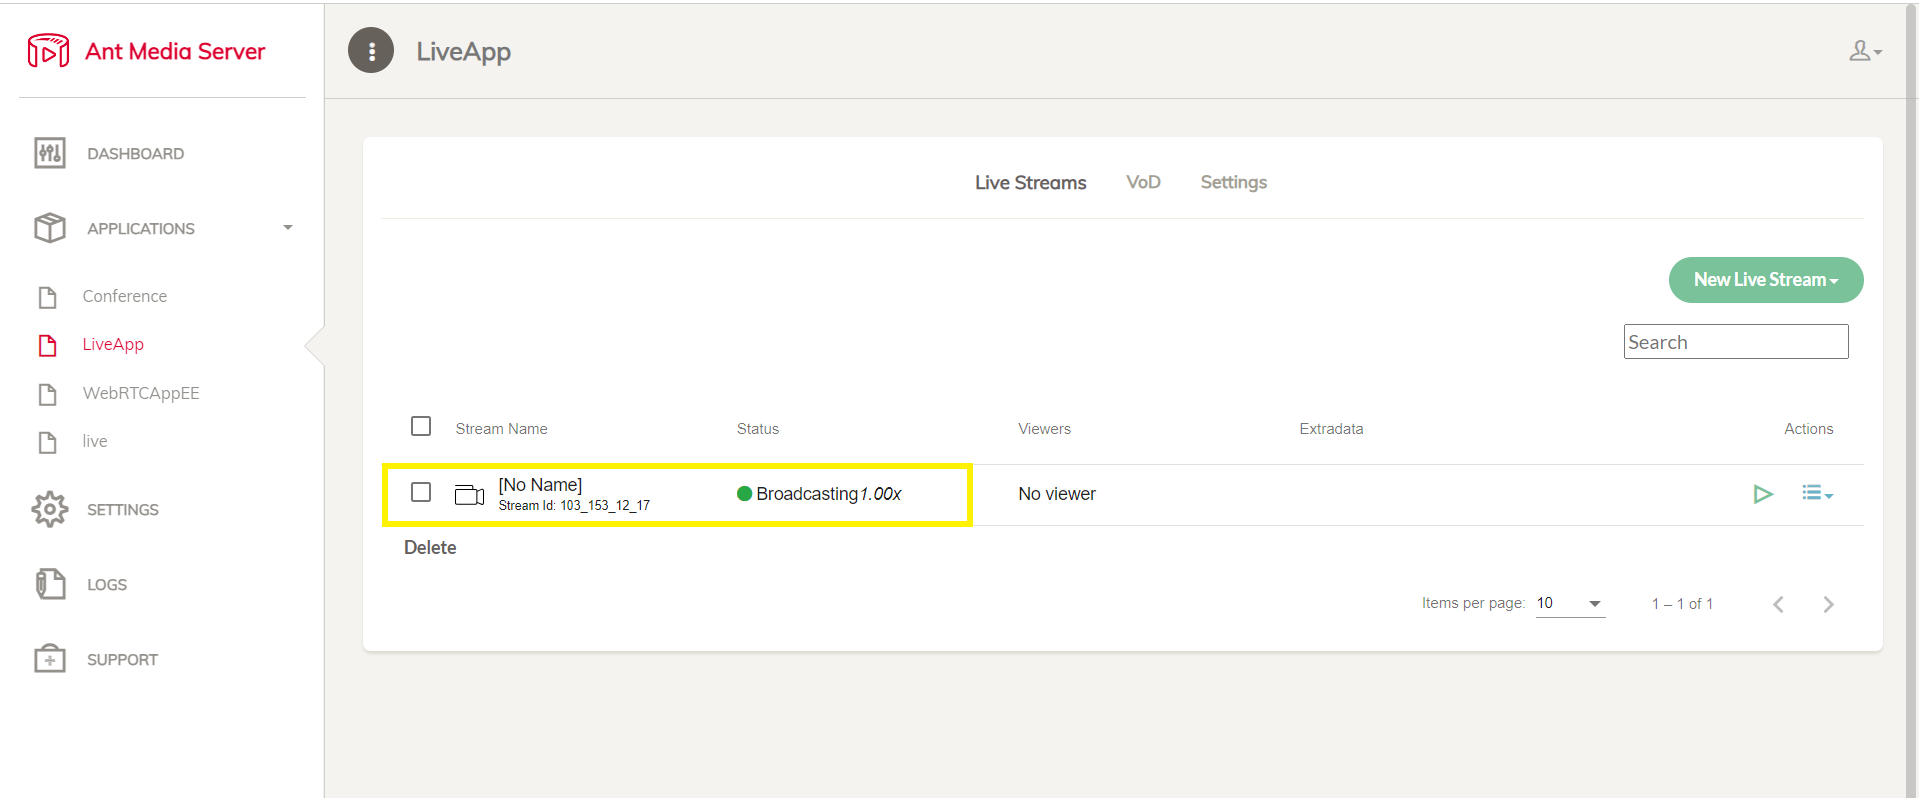 Ant Media Server
LiveApp
DASHBOARD
APPLICATIONS
Conference
LiveApp
WebRTCAppEE
live
SETTINGS
LOGS
SUPPORT
Live Streams VoD Settings
New Live Stream
Search
Stream Name Status Viewers Extradata Actions
[No Name]
Stream Id: 103_153_12_17
Broadcasting1.00x
No viewer
Delete
Items per page: 10 1 – 1 of 1